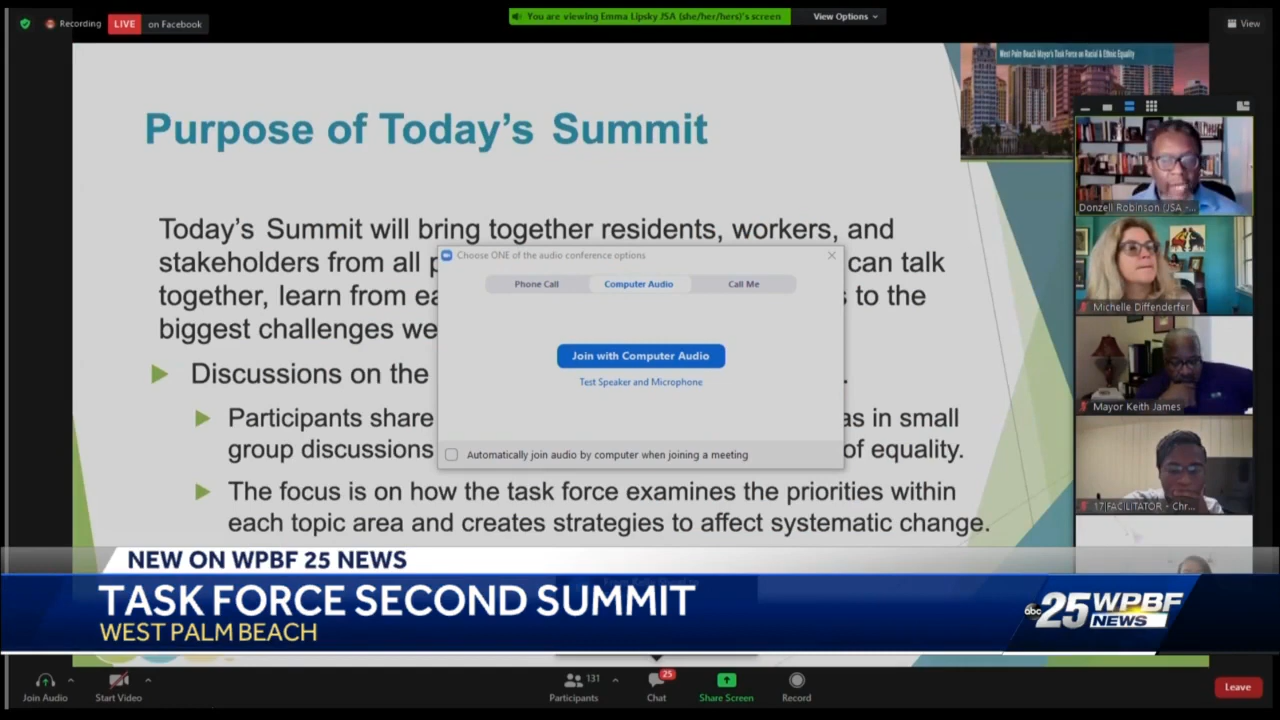 Recording
LIVE
on Facebook
You are viewing Emma Lipsky JSA (she/her/hers)'s screen
View Options
View
West Palm Beach Mayor's Task Force on Racial & Ethnic Equality
Purpose of Today's Summit
Today's Summit will bring together residents, workers, and
stakeholders from all
can talk
together, learn from
to the
biggest challenges
Discussions on the
Participants share
in small
group discussions
of equality.
The focus is on how the task force examines the priorities within
each topic area and creates strategies to affect systematic change.
Choose ONE of the audio conference options
Phone Call
Computer Audio
Call Me
Join with Computer Audio
Test Speaker and Microphone
Automatically join audio by computer when joining a meeting
Donzell Robinson (JSA -...
Michelle Diffenderfer
Mayor Keith James
17|FACILITATOR - Chr...
NEW ON WPBF 25 NEWS
TASK FORCE SECOND SUMMIT
WEST PALM BEACH
abc 25 WPBF
NEWS
Join Audio
Start Video
131
Participants
25
Chat
Share Screen
Record
Leave